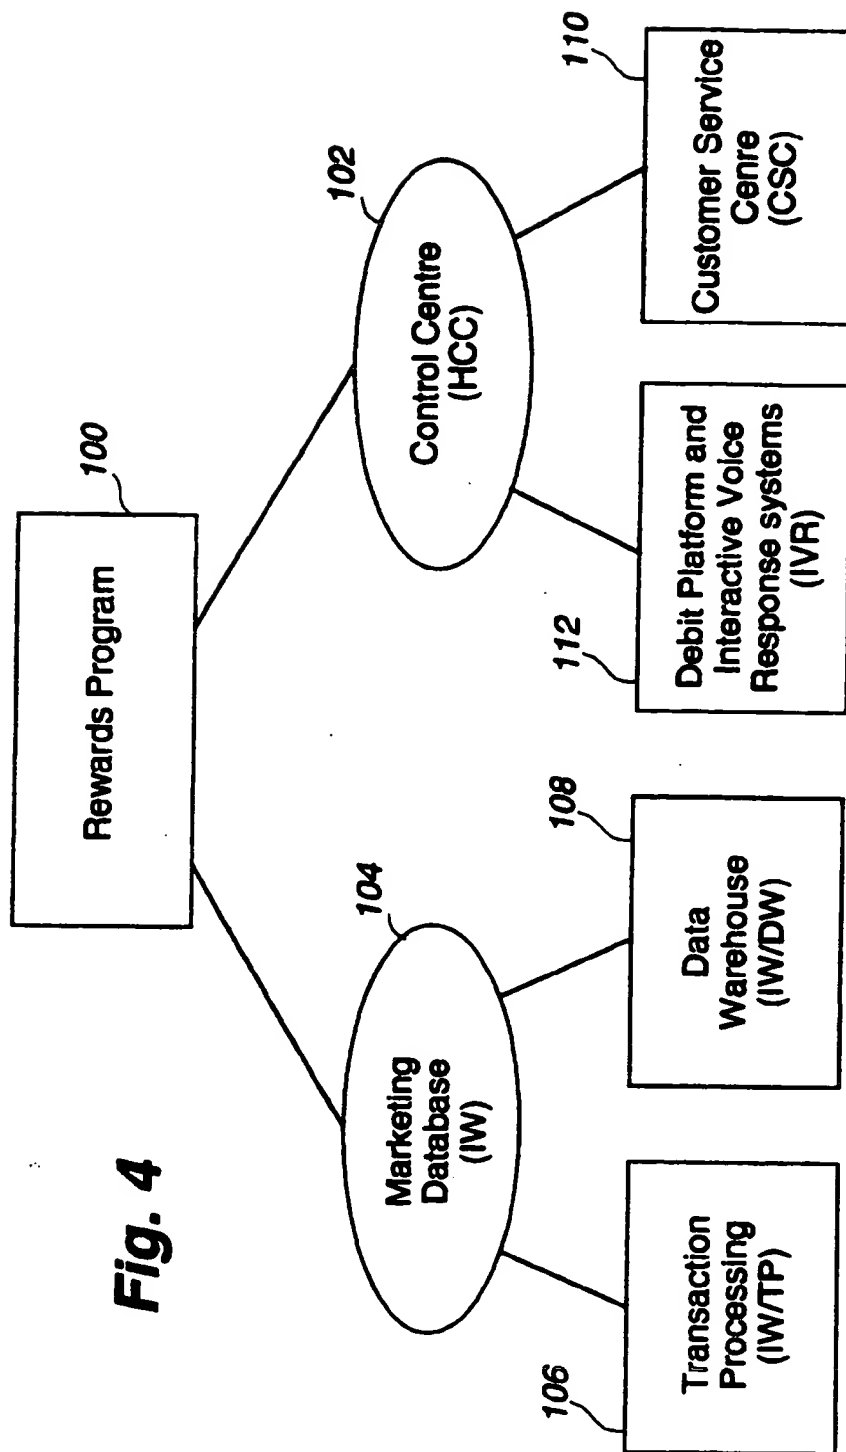 Fig. 4
Rewards Program
100
Marketing
Database
(IW)
104
Control Centre
(HCC)
102
Transaction
Processing
(IW/TP)
106
Data
Warehouse
(IW/DW)
108
Debit Platform and
Interactive Voice
Response systems
(IVR)
112
Customer Service
Cenre
(CSC)
110